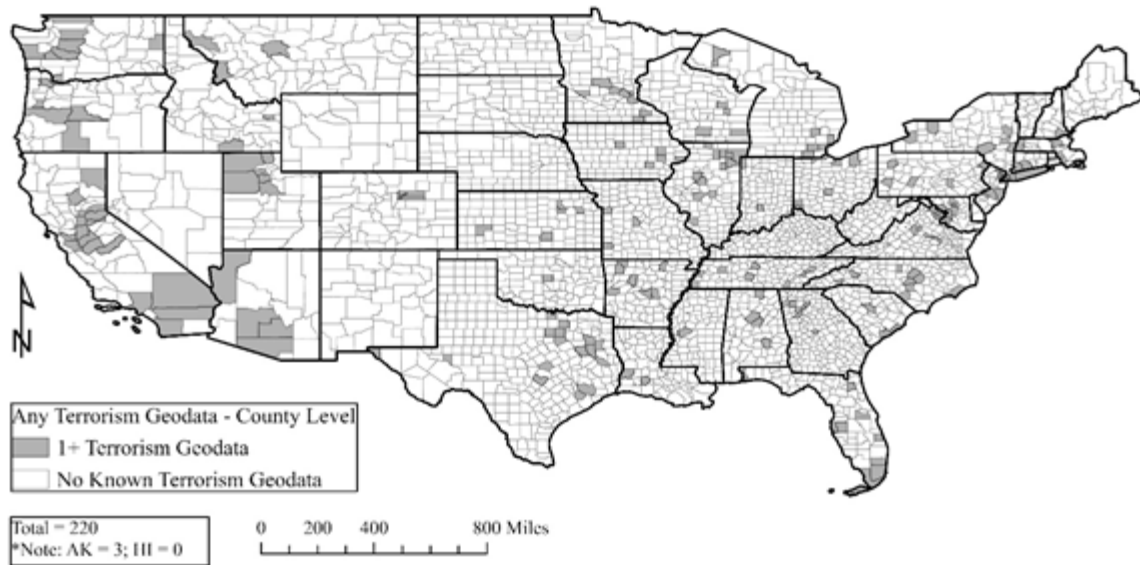 N
Any Terrorism Geodata - County Level
1+ Terrorism Geodata
No Known Terrorism Geodata
Total = 220
*Note: AK = 3; HI = 0
0 200 400 800 Miles